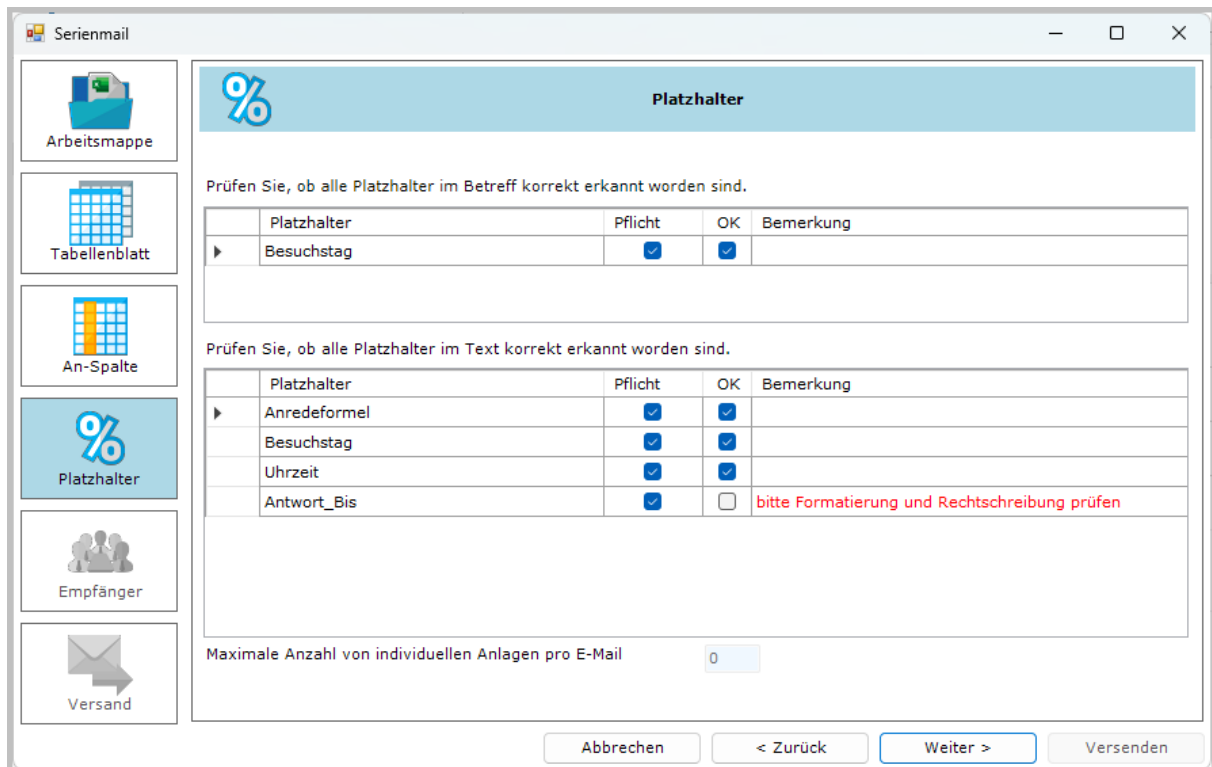 Serienmail
Arbeitsmappe
Tabellenblatt
An-Spalte
Platzhalter
Empfänger
Versand
Platzhalter
Prüfen Sie, ob alle Platzhalter im Betreff korrekt erkannt worden sind.
Platzhalter Pflicht OK Bemerkung
Besuchstag
Prüfen Sie, ob alle Platzhalter im Text korrekt erkannt worden sind.
Platzhalter Pflicht OK Bemerkung
Anredeformel
Besuchstag
Uhrzeit
Antwort_Bis bitte Formatierung und Rechtschreibung prüfen
Maximale Anzahl von individuellen Anlagen pro E-Mail 0
Abbrechen < Zurück Weiter > Versenden